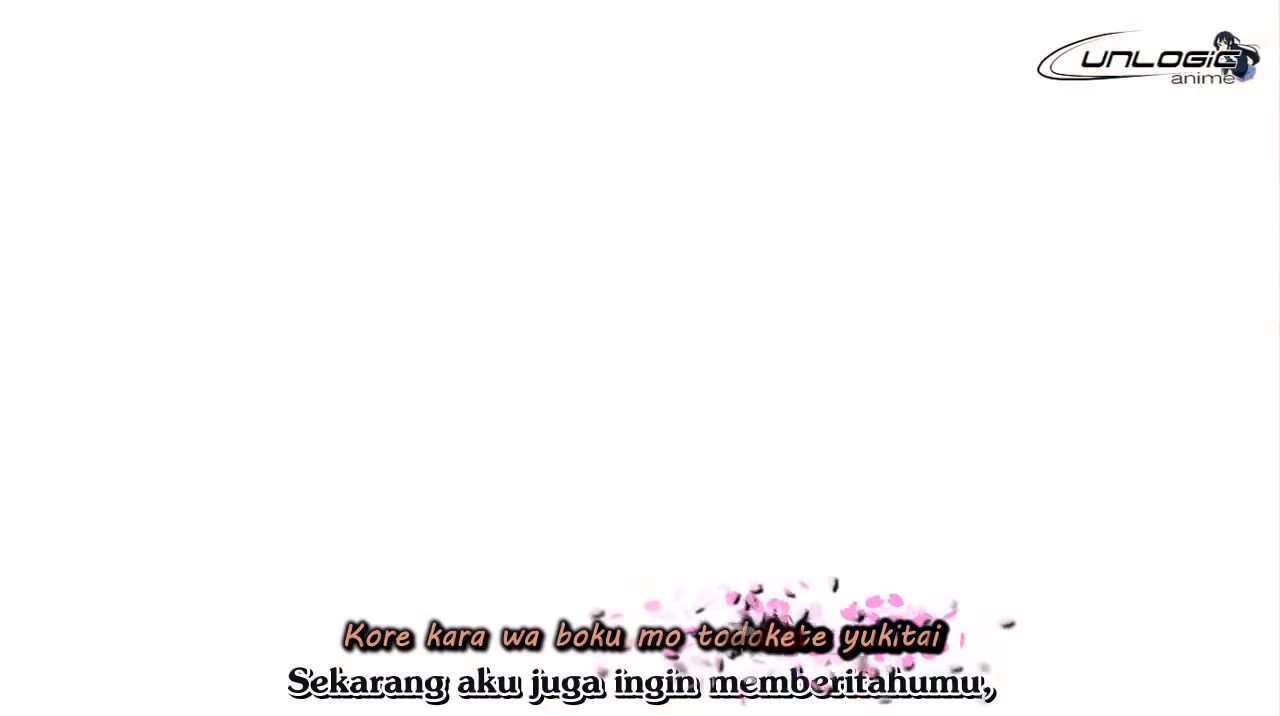 UNLOGiC
anime
Kore kara wa boku mo todokete yukitai
Sekarang aku juga ingin memberitahumu,